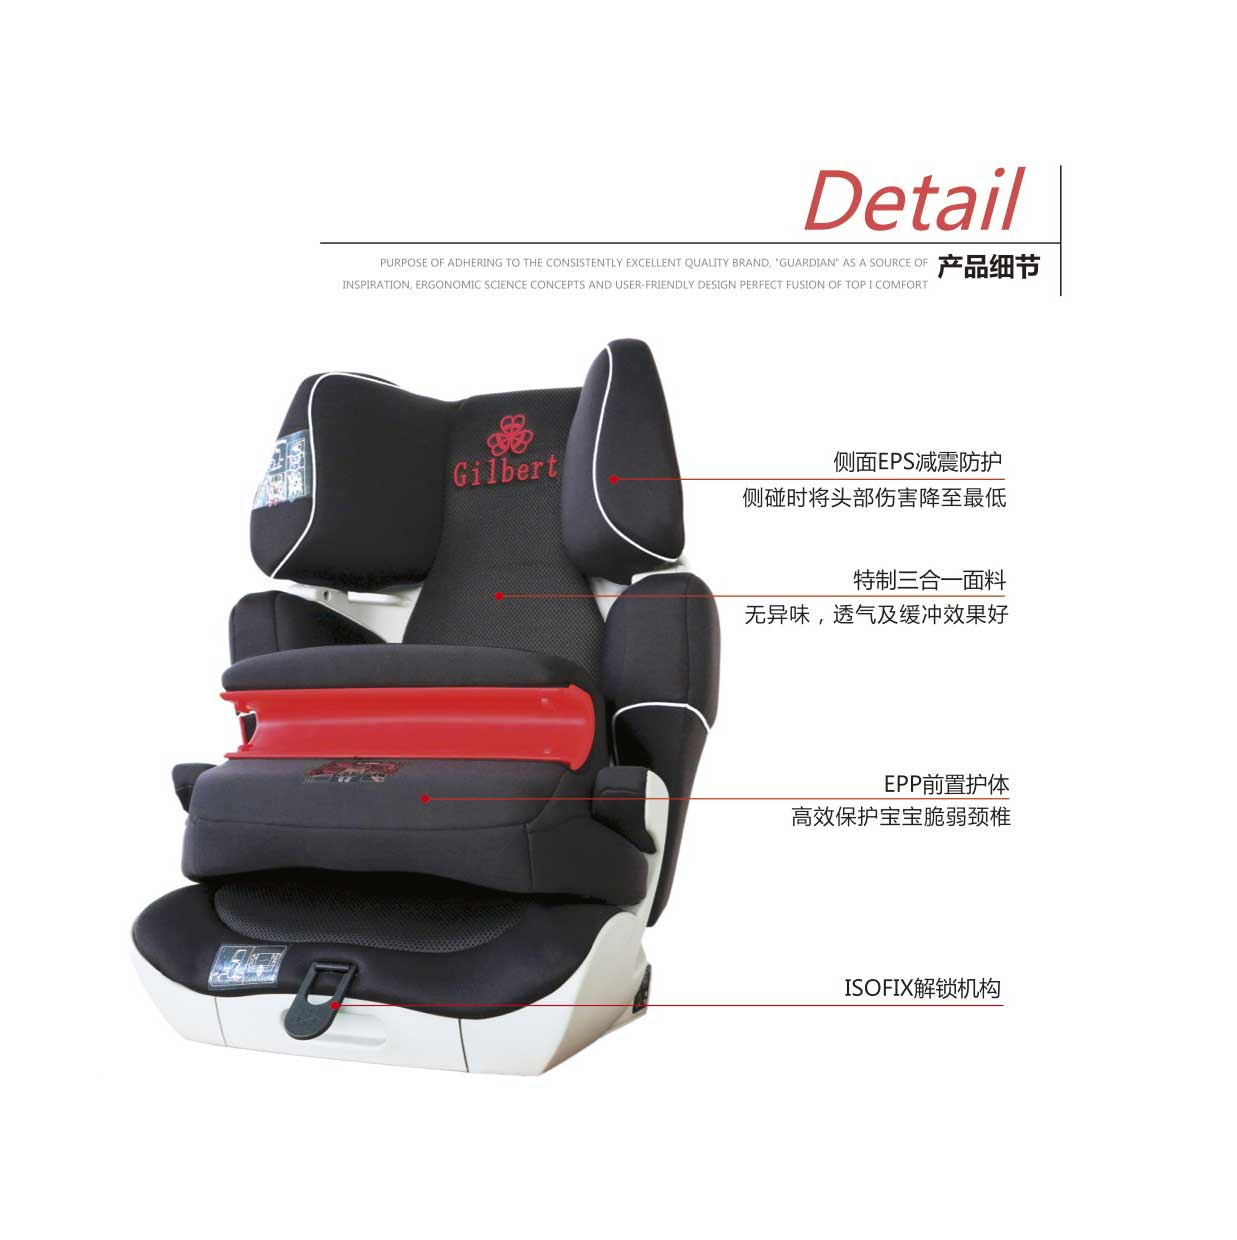 Detail
PURPOSE OF ADHERING TO THE CONSISTENTLY EXCELLENT QUALITY BRAND, "GUARDIAN" AS A SOURCE OF
INSPIRATION, ERGONOMIC SCIENCE CONCEPTS AND USER-FRIENDLY DESIGN PERFECT FUSION OF TOP I COMFORT
产品细节
Gilbert
侧面EPS减震防护
侧碰时将头部伤害降至最低
特制三合一面料
无异味，透气及缓冲效果好
EPP前置护体
高效保护宝宝脆弱颈椎
ISOFIX解锁机构